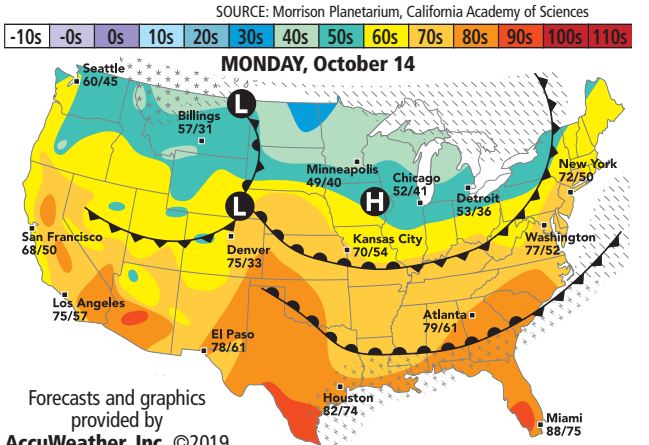 SOURCE: Morrison Planetarium, California Academy of Sciences
-10s -0s 0s 10s 20s 30s 40s 50s 60s 70s 80s 90s 100s 110s
MONDAY, October 14
Seattle
60/45
L
Billings
57/31
Minneapolis
49/40
Chicago
52/41
New York
72/50
Detroit
53/36
L
H
San Francisco
68/50
Denver
75/33
Kansas City
70/54
Washington
77/52
Los Angeles
75/57
Atlanta
79/61
El Paso
78/61
Houston
82/74
Miami
88/75
Forecasts and graphics
provided by
AccuWeather, Inc. ©2019